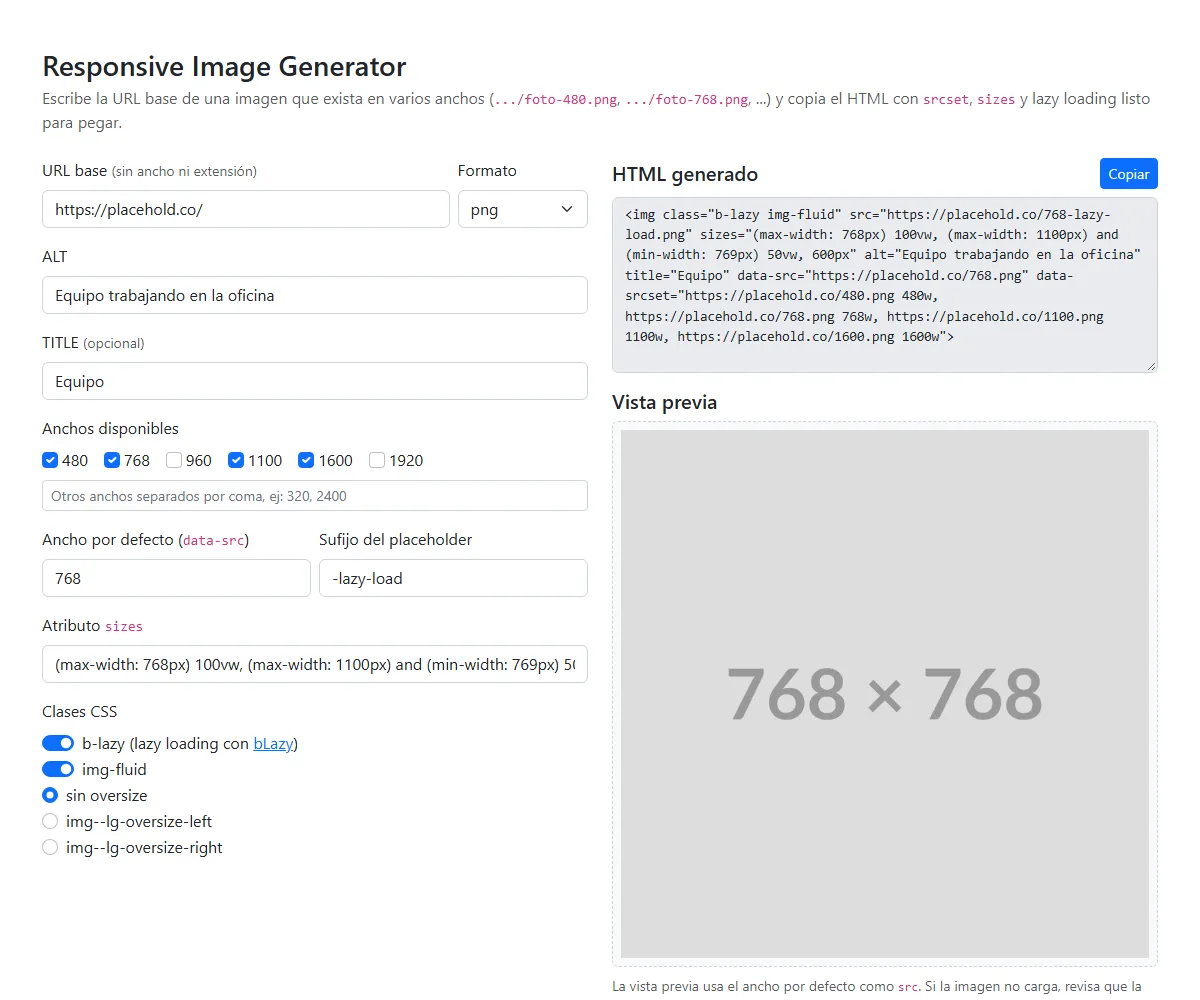 Responsive Image Generator
Escribe la URL base de una imagen que exista en varios anchos (.../foto-480.png, .../foto-768.png, ...) y copia el HTML con srcset, sizes y lazy loading listo
para pegar.
URL base (sin ancho ni extensión)
Formato
https://placehold.co/
png
ALT
Equipo trabajando en la oficina
TITLE (opcional)
Equipo
Anchos disponibles
480 768 960 1100 1600 1920
Otros anchos separados por coma, ej: 320, 2400
Ancho por defecto (data-src)
Sufijo del placeholder
768
-lazy-load
Atributo sizes
(max-width: 768px) 100vw, (max-width: 1100px) and (min-width: 769px) 50
Clases CSS
b-lazy (lazy loading con bLazy)
img-fluid
sin oversize
img--lg-oversize-left
img--lg-oversize-right
HTML generado
Copiar
<img class="b-lazy img-fluid" src="https://placehold.co/768-lazy-
load.png" sizes="(max-width: 768px) 100vw, (max-width: 1100px) and
(min-width: 769px) 50vw, 600px" alt="Equipo trabajando en la oficina"
title="Equipo" data-src="https://placehold.co/768.png" data-
srcset="https://placehold.co/480.png 480w,
https://placehold.co/768.png 768w, https://placehold.co/1100.png
1100w, https://placehold.co/1600.png 1600w">
Vista previa
768 × 768
La vista previa usa el ancho por defecto como src. Si la imagen no carga, revisa que la